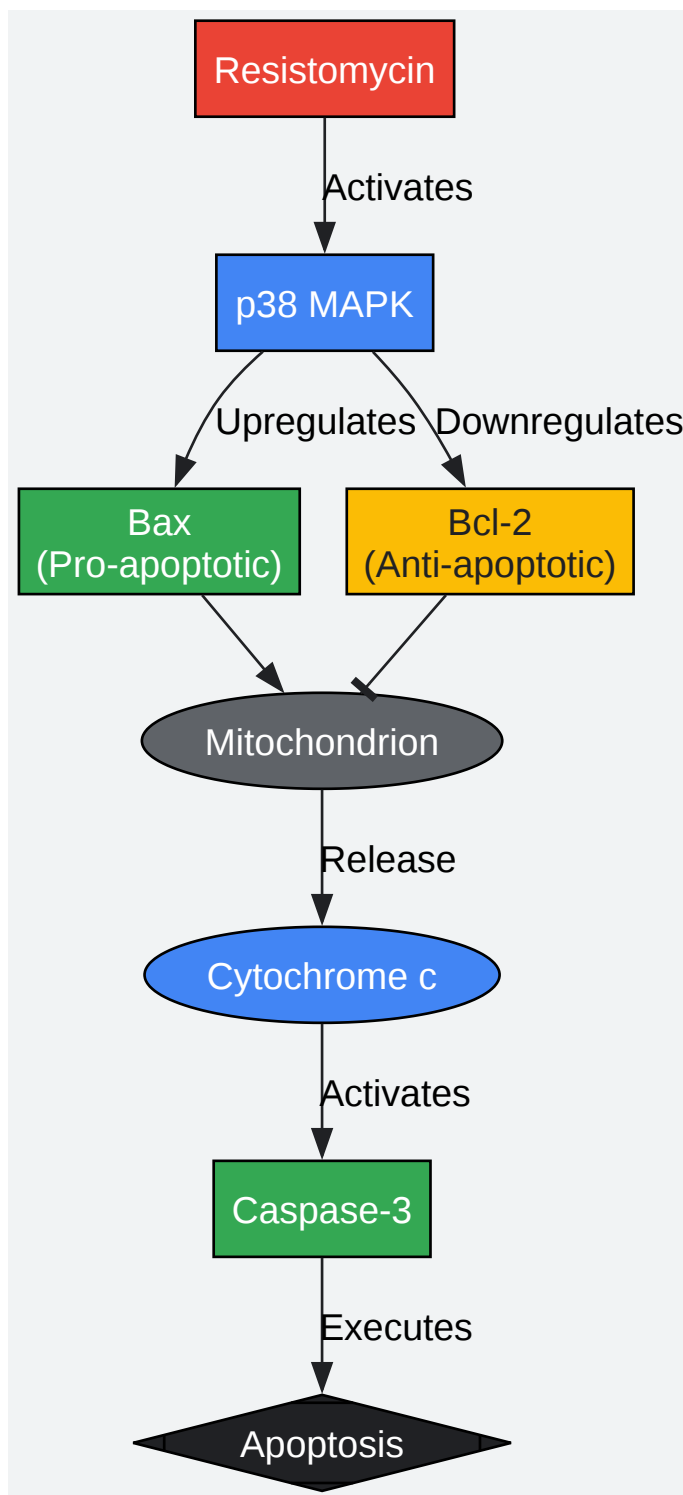 Resistomycin
Activates
p38 MAPK
Upregulates
Downregulates
Bax
(Pro-apoptotic)
Bcl-2
(Anti-apoptotic)
Mitochondrion
Release
Cytochrome c
Activates
Caspase-3
Executes
Apoptosis